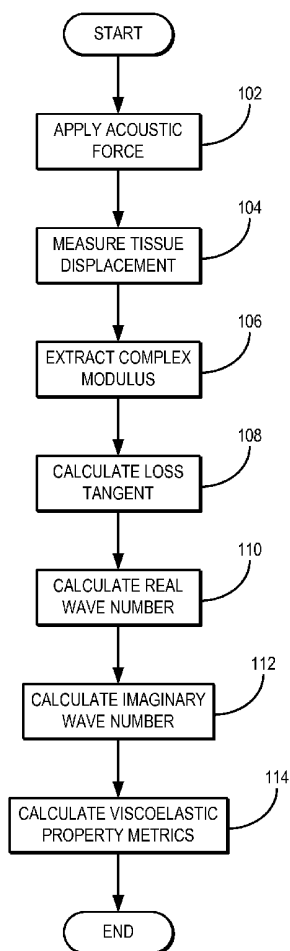 START
102
APPLY ACOUSTIC
FORCE
104
MEASURE TISSUE
DISPLACEMENT
106
EXTRACT COMPLEX
MODULUS
108
CALCULATE LOSS
TANGENT
110
CALCULATE REAL
WAVE NUMBER
112
CALCULATE IMAGINARY
WAVE NUMBER
114
CALCULATE VISCOELASTIC
PROPERTY METRICS
END